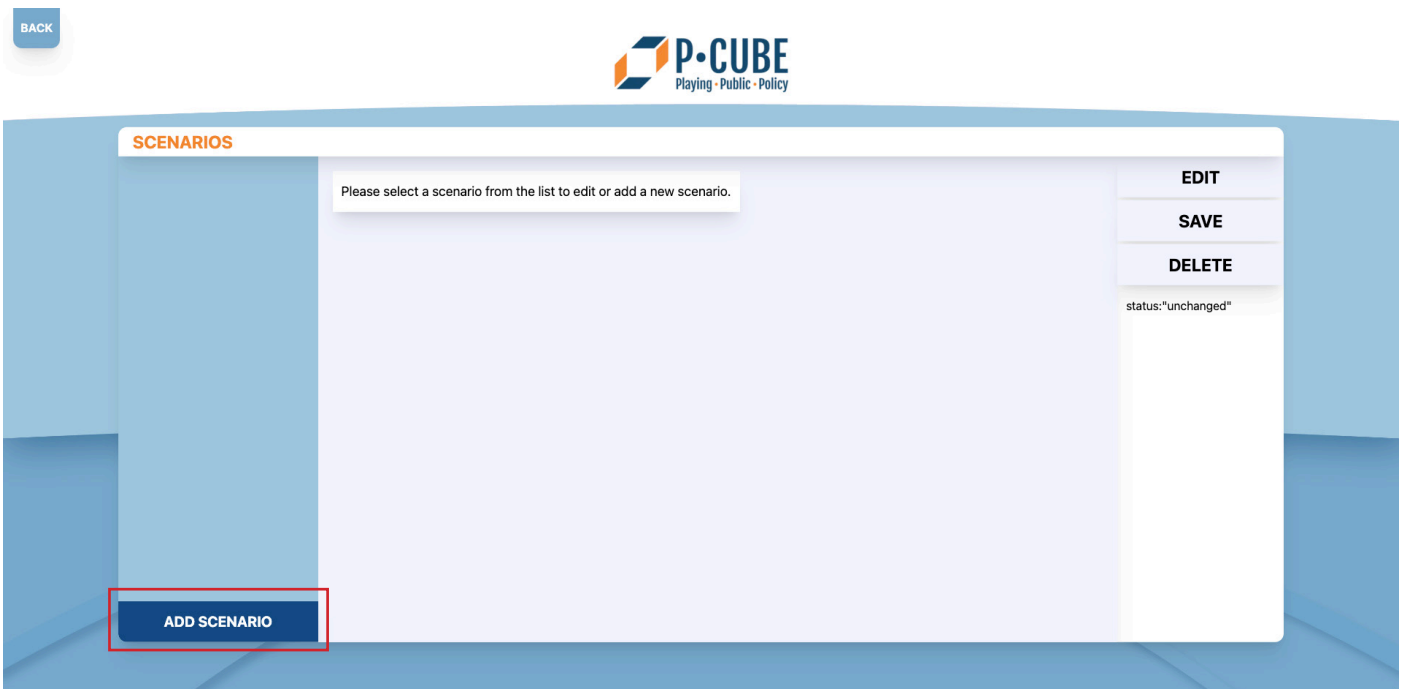 BACK
P•CUBE
Playing • Public • Policy
SCENARIOS
Please select a scenario from the list to edit or add a new scenario.
EDIT
SAVE
DELETE
status:"unchanged"
ADD SCENARIO